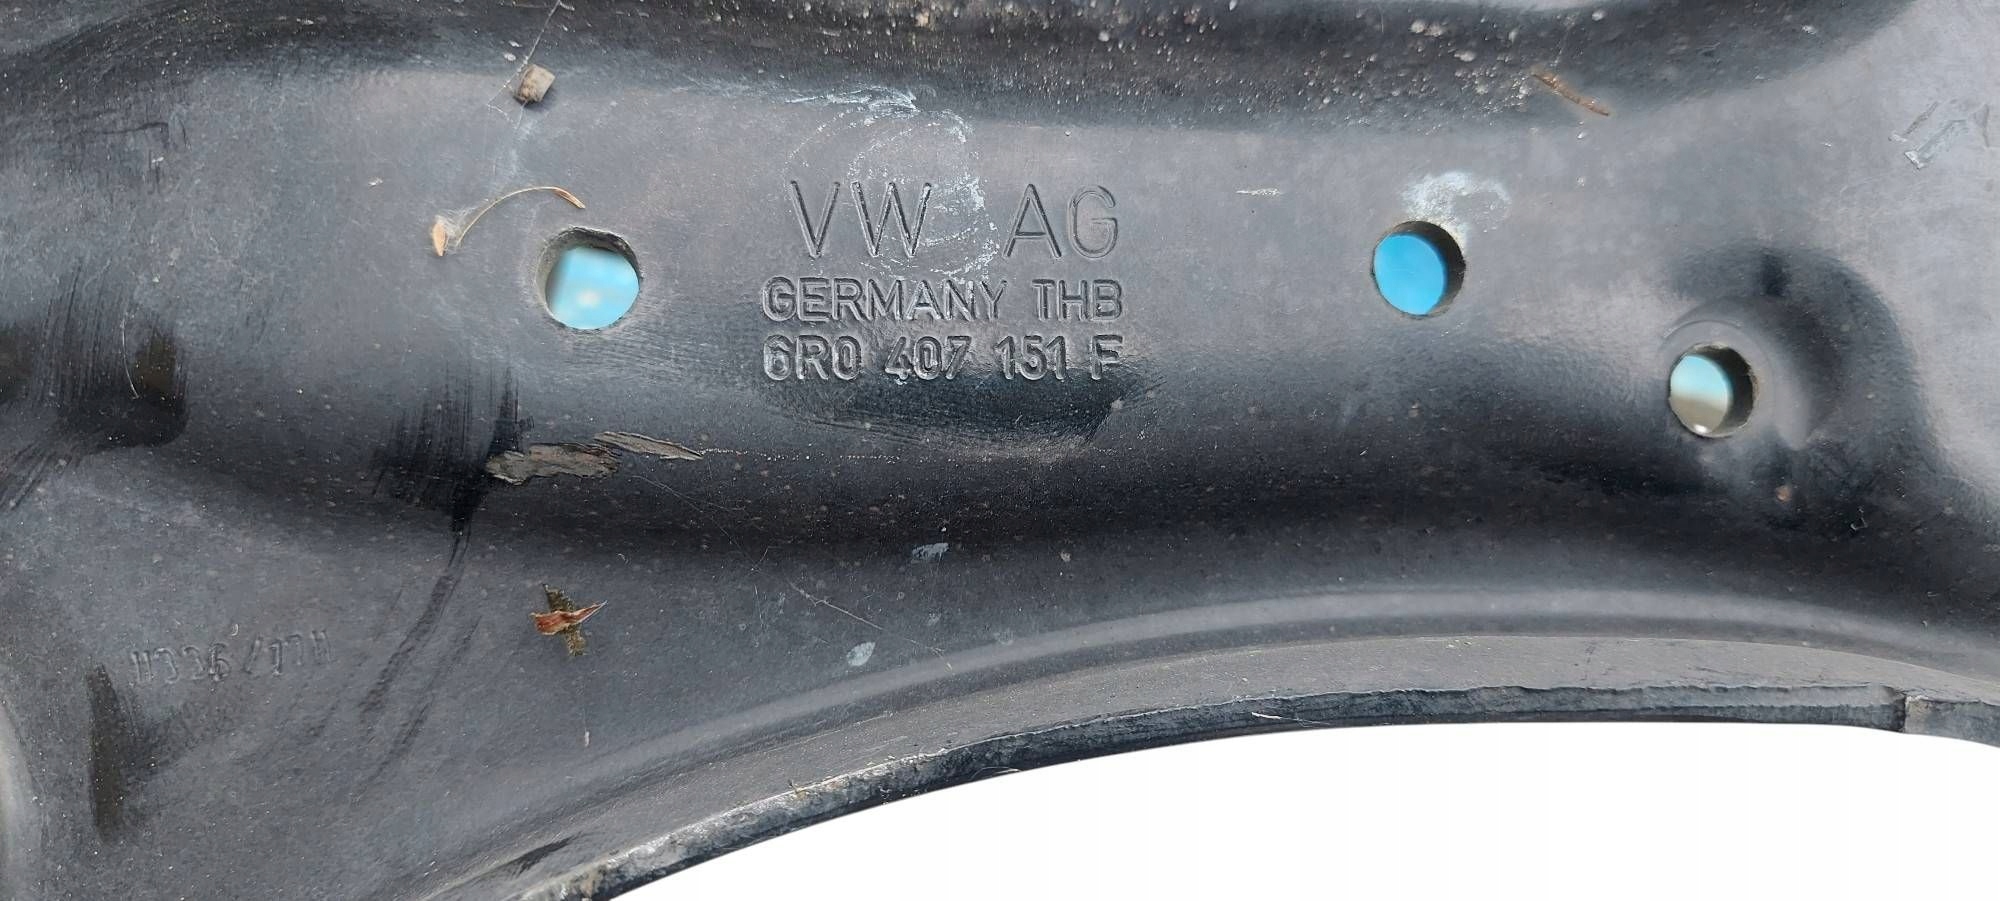 VW AG
GERMANY THB
6R0 407 151 F